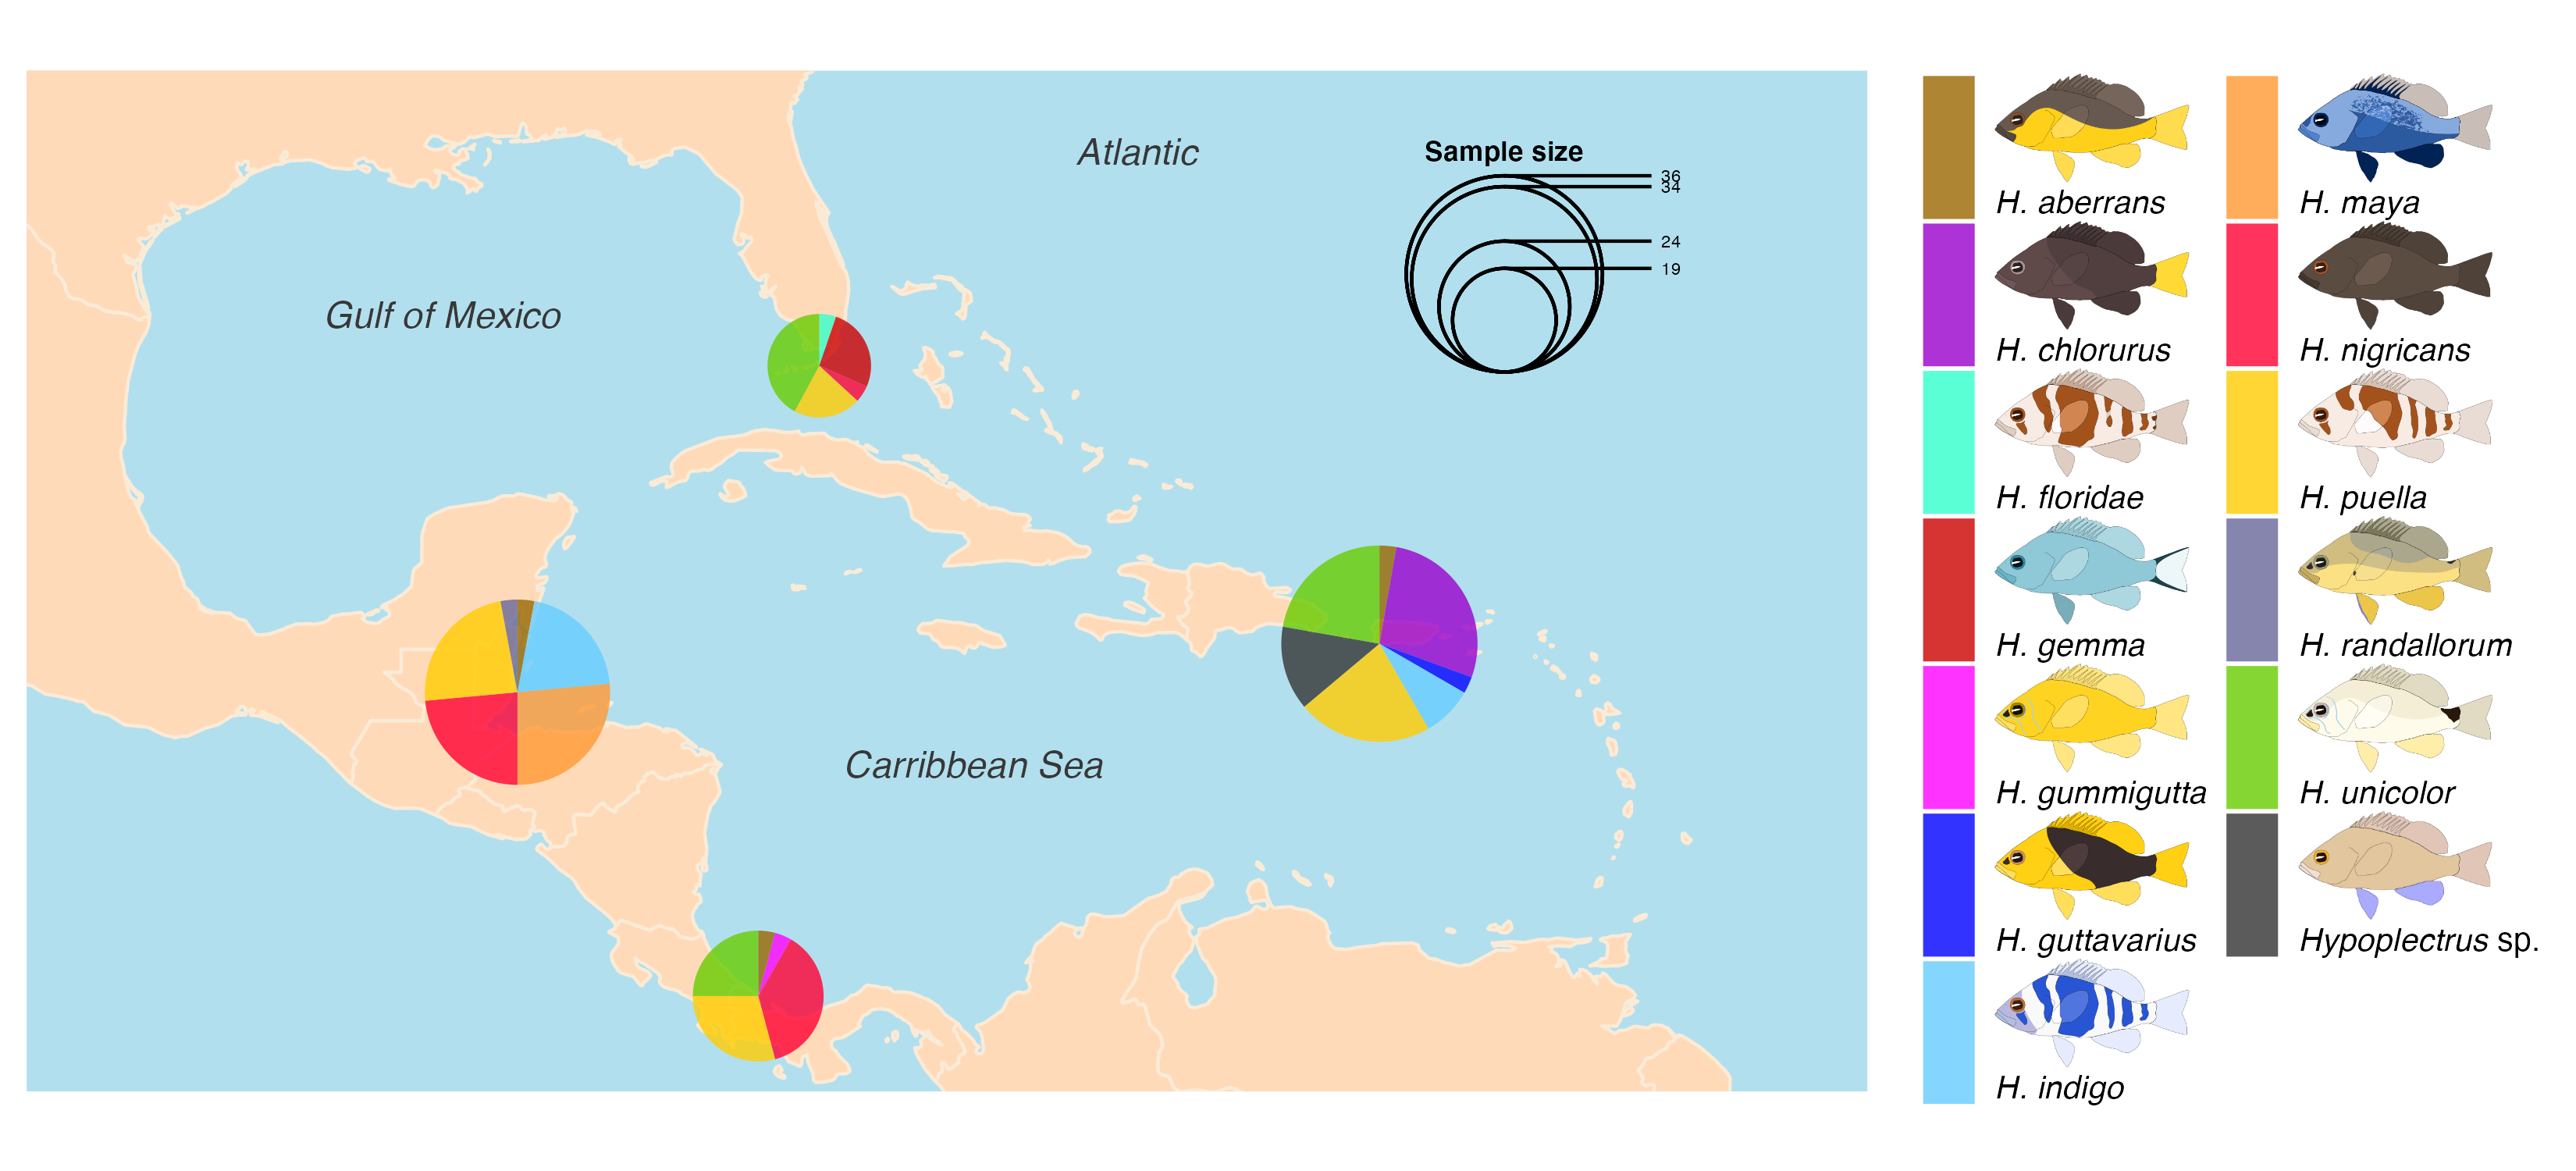 Atlantic
Sample size
36
34
24
19
Gulf of Mexico
Carribbean Sea
H. aberrans
H. chlorurus
H. floridae
H. gemma
H. gummigutta
H. guttavarius
H. indigo
H. maya
H. nigricans
H. puella
H. randallorum
H. unicolor
Hypoplectrus sp.